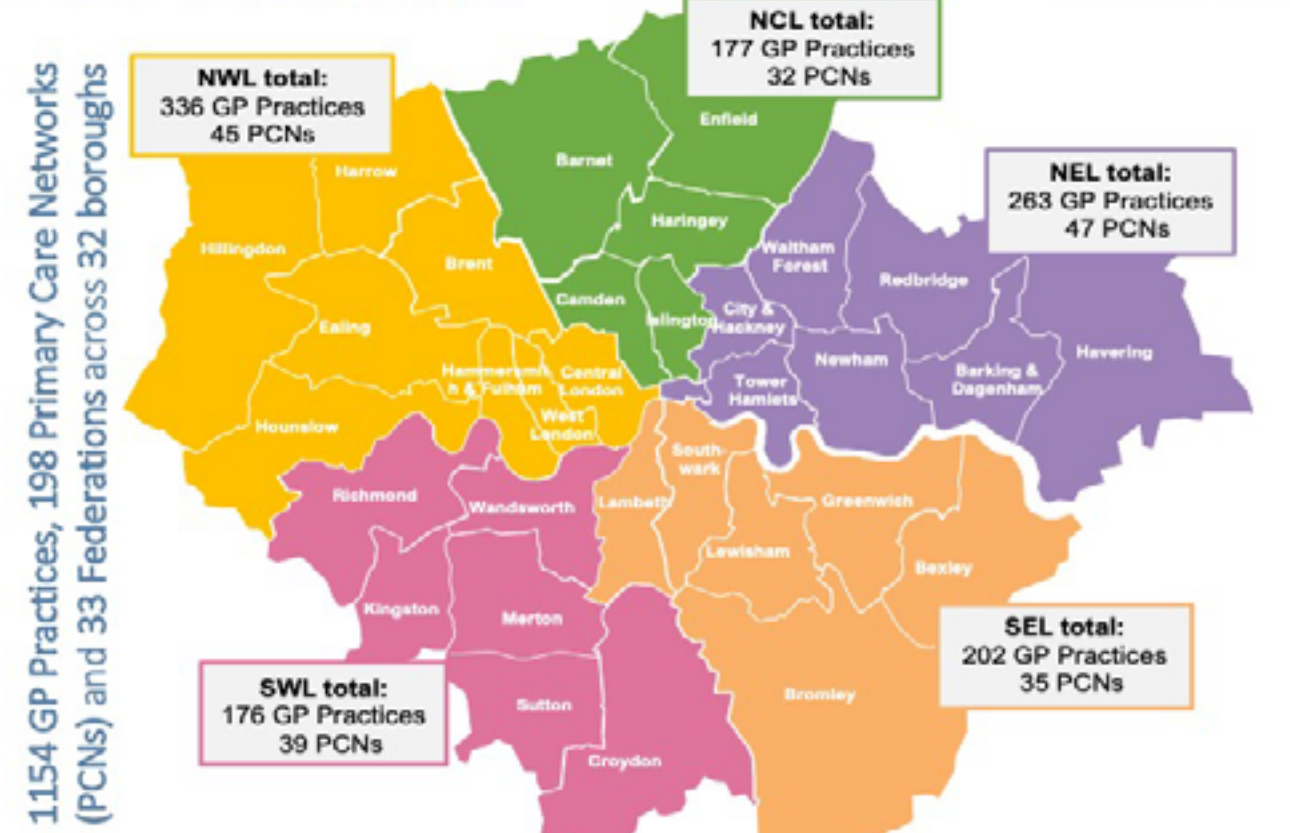 1154 GP Practices, 198 Primary Care Networks
(PCNs) and 33 Federations across 32 boroughs
NWL total:
336 GP Practices
45 PCNs
NCL total:
177 GP Practices
32 PCNs
NEL total:
263 GP Practices
47 PCNs
SWL total:
176 GP Practices
39 PCNs
SEL total:
202 GP Practices
35 PCNs
Harrow
Hillingdon
Brent
Ealing
Hammersmit
h & Fulham
Central
London
West
London
Hounslow
Barnet
Enfield
Haringey
Camden
Islington
Waltham
Forest
Redbridge
City &
Hackney
Newham
Tower
Hamlets
Barking &
Dagenham
Havering
Richmond
Wandsworth
Kingston
Merton
Sutton
Croydon
Lambeth
South-
wark
Lewisham
Greenwich
Bexley
Bromley